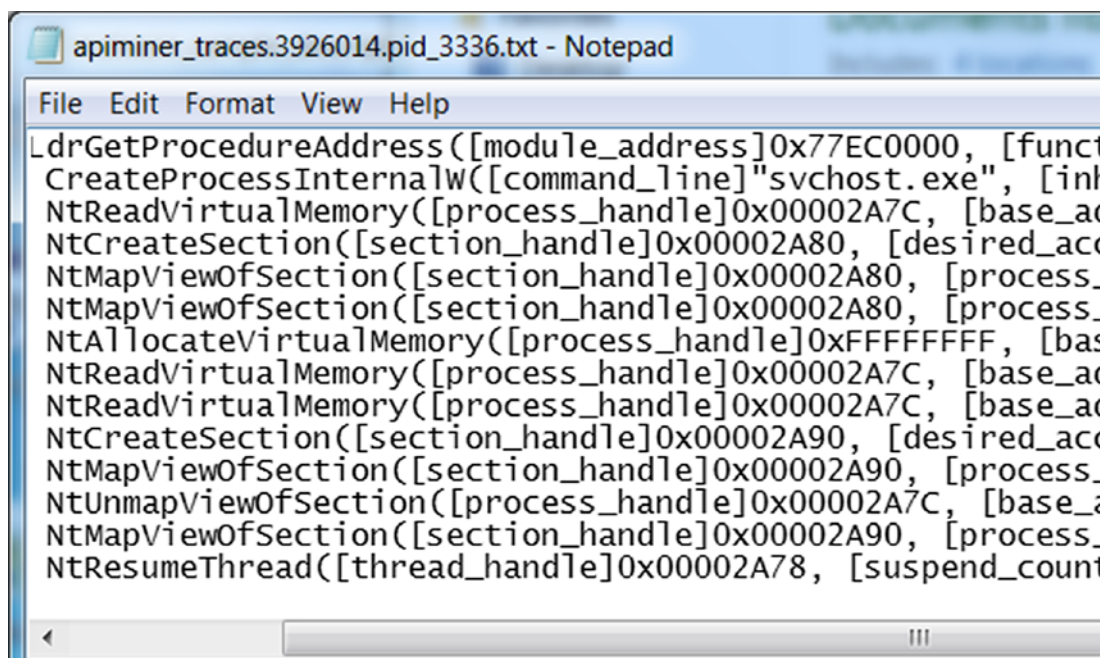 apiminer_traces.3926014.pid_3336.txt - Notepad
File Edit Format View Help
LdrGetProcedureAddress([module_address]0x77EC0000, [funct
CreateProcessInternalW([command_line]"svchost.exe", [inh
NtReadVirtualMemory([process_handle]0x00002A7C, [base_ad
NtCreateSection([section_handle]0x00002A80, [desired_acc
NtMapViewOfSection([section_handle]0x00002A80, [process_
NtMapViewOfSection([section_handle]0x00002A80, [process_
NtAllocateVirtualMemory([process_handle]0xFFFFFFFF, [bas
NtReadVirtualMemory([process_handle]0x00002A7C, [base_ad
NtReadVirtualMemory([process_handle]0x00002A7C, [base_ad
NtCreateSection([section_handle]0x00002A90, [desired_acc
NtMapViewOfSection([section_handle]0x00002A90, [process_
NtUnmapViewOfSection([process_handle]0x00002A7C, [base_a
NtMapViewOfSection([section_handle]0x00002A90, [process_
NtResumeThread([thread_handle]0x00002A78, [suspend_count